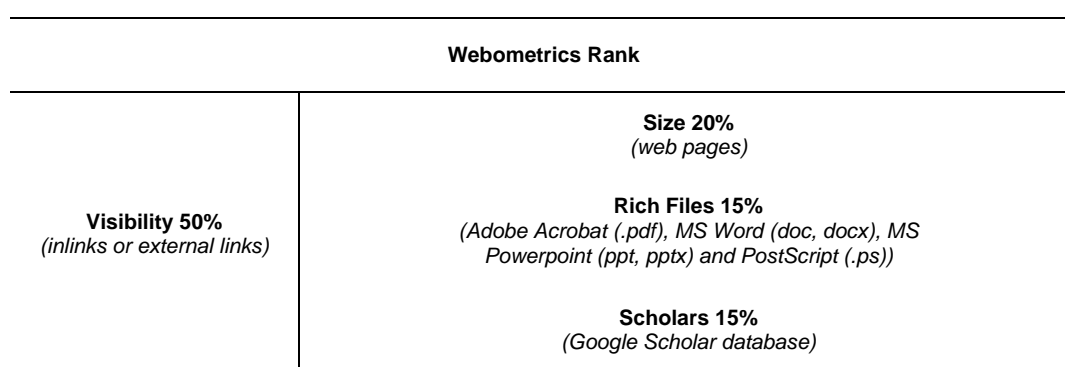 Webometrics Rank
Visibility 50%
(inlinks or external links)
Size 20%
(web pages)
Rich Files 15%
(Adobe Acrobat (.pdf), MS Word (doc, docx), MS
Powerpoint (ppt, pptx) and PostScript (.ps))
Scholars 15%
(Google Scholar database)